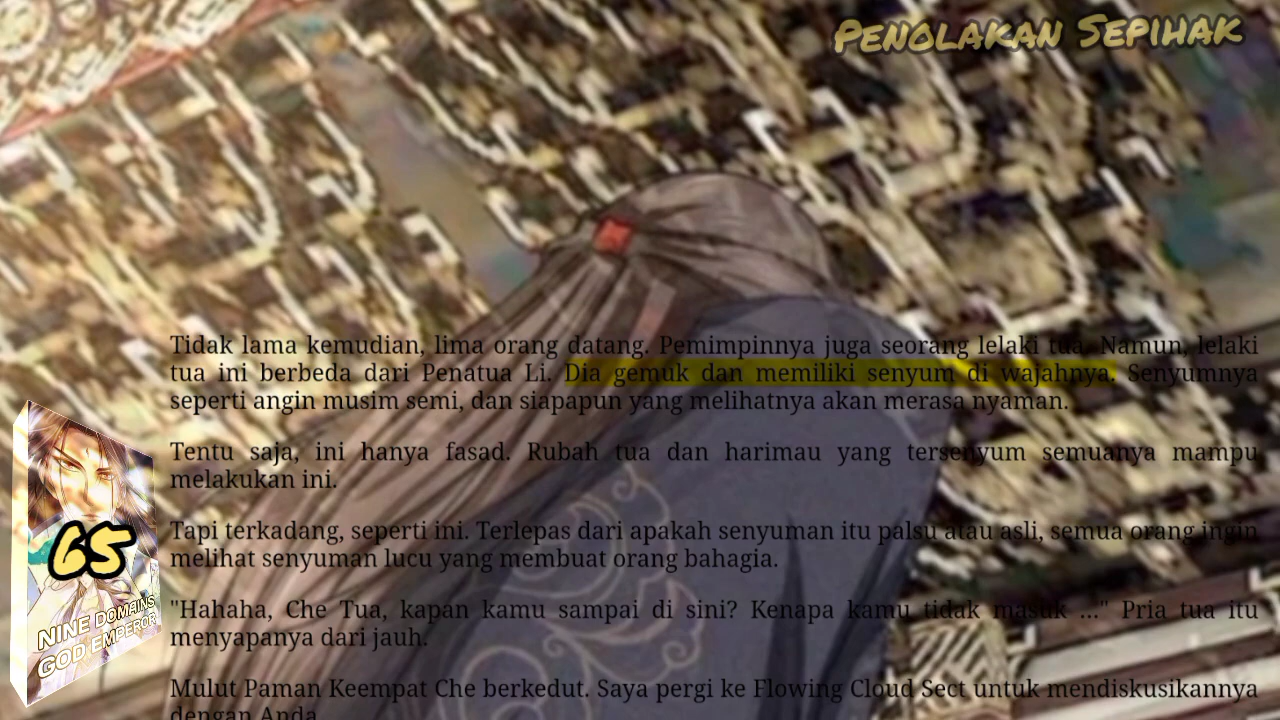 Penolakan Sepihak
Tidak lama kemudian, lima orang datang. Pemimpinnya juga seorang lelaki tua. Namun, lelaki
tua ini berbeda dari Penatua Li. Dia gemuk dan memiliki senyum di wajahnya. Senyumnya
seperti angin musim semi, dan siapapun yang melihatnya akan merasa nyaman.
Tentu saja, ini hanya fasad. Rubah tua dan harimau yang tersenyum semuanya mampu
melakukan ini.
Tapi terkadang, seperti ini. Terlepas dari apakah senyuman itu palsu atau asli, semua orang ingin
melihat senyuman lucu yang membuat orang bahagia.
"Hahaha, Che Tua, kapan kamu sampai di sini? Kenapa kamu tidak masuk ..." Pria tua itu
menyapanya dari jauh.
Mulut Paman Keempat Che berkedut. Saya pergi ke Flowing Cloud Sect untuk mendiskusikannya
dengan Anda
65
NINE DOMAINS
GOD EMPEROR